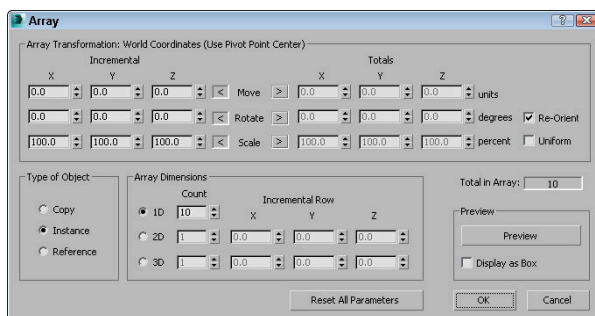 Array
Array Transformation: World Coordinates (Use Pivot Point Center)
Incremental Totals
X Y Z X Y Z
0.0 0.0 0.0 < Move > 0.0 0.0 0.0 units
0.0 0.0 0.0 < Rotate > 0.0 0.0 0.0 degrees Re-Orient
100.0 100.0 100.0 < Scale > 100.0 100.0 100.0 percent Uniform
Type of Object
Copy
Instance
Reference
Array Dimensions
Count Incremental Row
1D 10 X Y Z
2D 1 0.0 0.0 0.0
3D 1 0.0 0.0 0.0
Total in Array: 10
Preview
Preview
Display as Box
Reset All Parameters OK Cancel